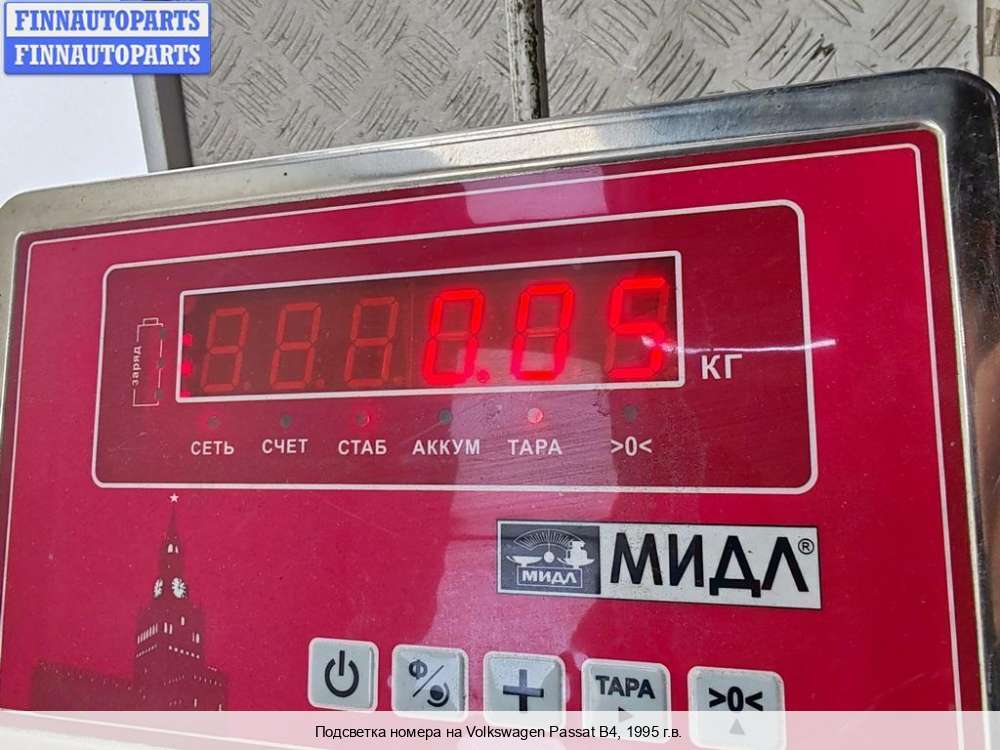 FINNAUTOPARTS
FINNAUTOPARTS
0.05
КГ
заряд
СЕТЬ СЧЕТ СТАБ АККУМ ТАРА >0<
МИДЛ МИДЛ®
Ф/ + ТАРА >0<
Подсветка номера на Volkswagen Passat B4, 1995 г.в.